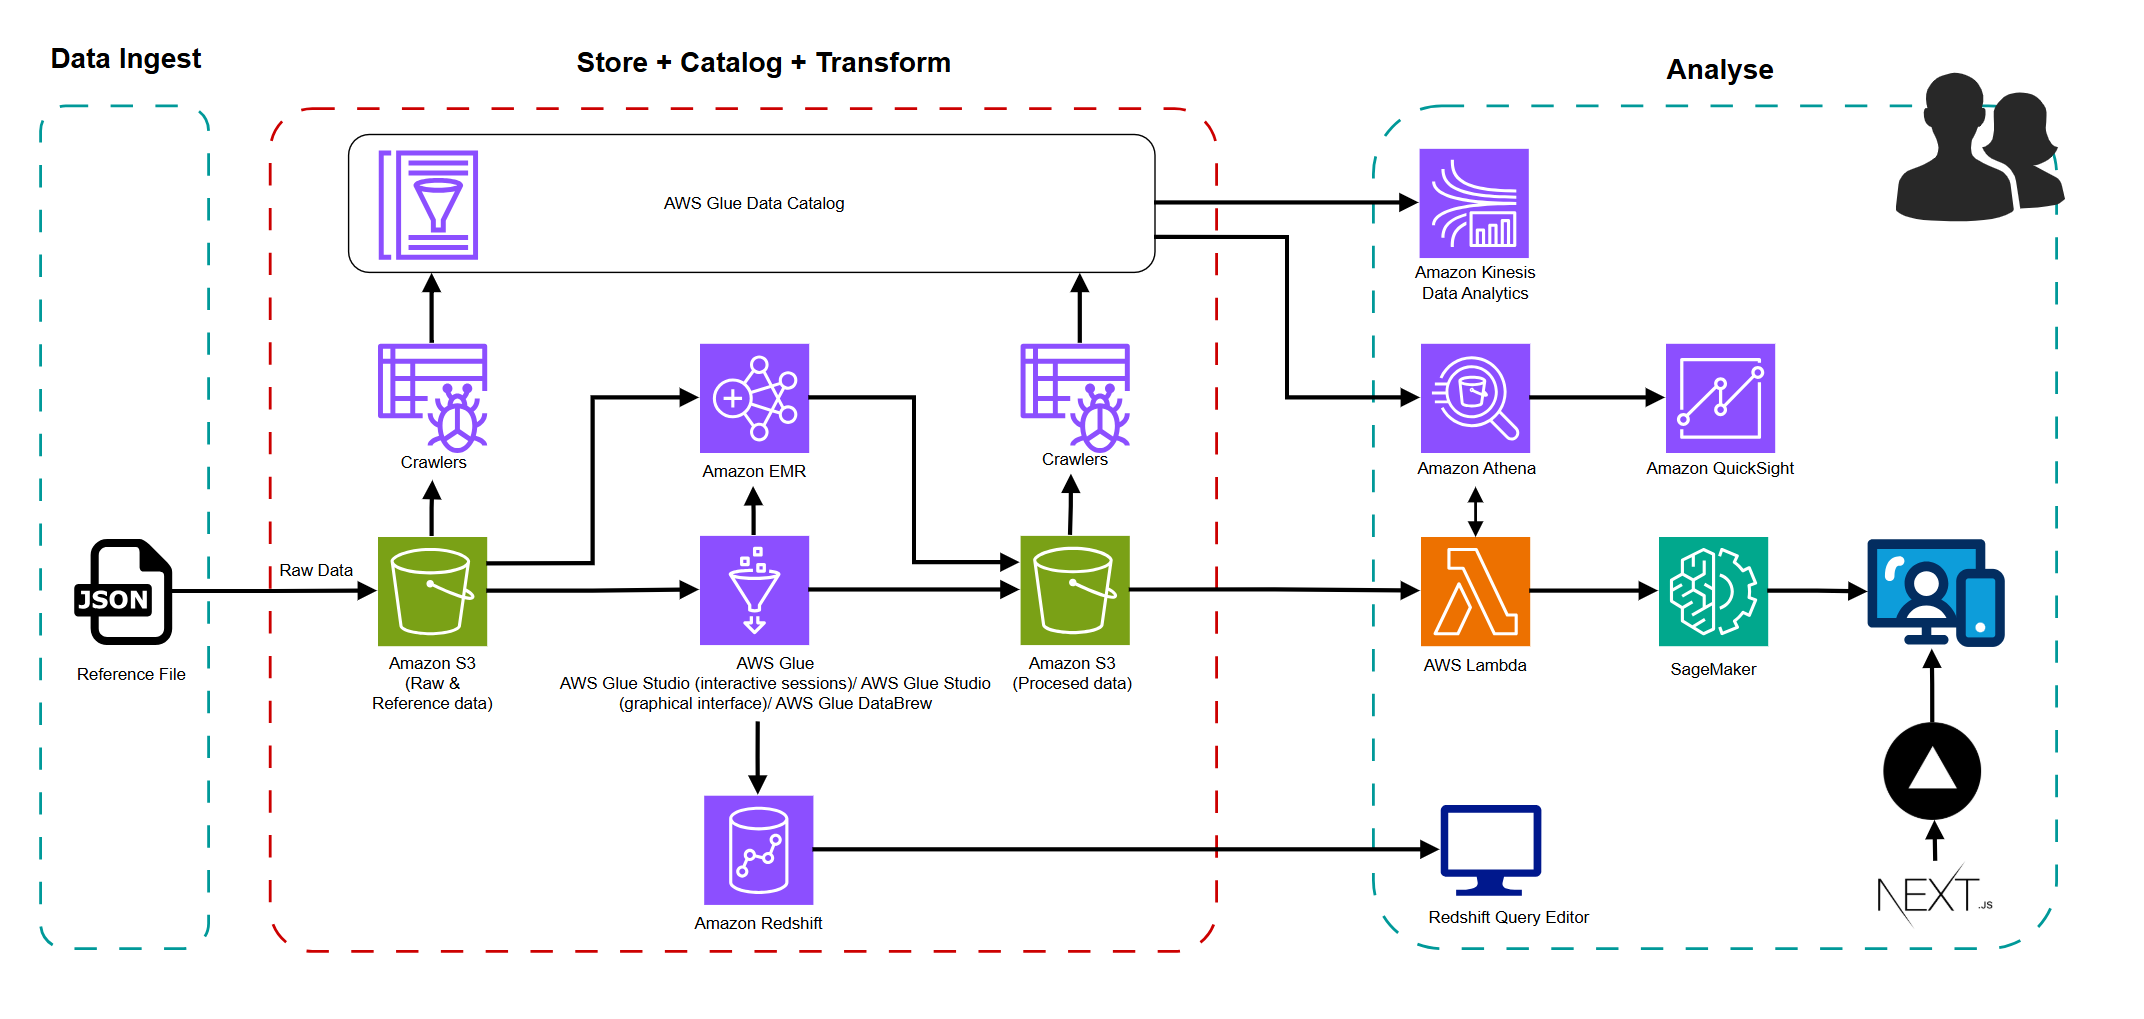 Data Ingest
Store + Catalog + Transform
Analyse
AWS Glue Data Catalog
Amazon Kinesis
Data Analytics
Crawlers
Amazon EMR
Crawlers
Amazon Athena
Amazon QuickSight
JSON
Reference File
Raw Data
Amazon S3
(Raw &
Reference data)
AWS Glue
AWS Glue Studio (interactive sessions)/ AWS Glue Studio
(graphical interface)/ AWS Glue DataBrew
Amazon S3
(Procesed data)
AWS Lambda
SageMaker
Amazon Redshift
Redshift Query Editor
NEXT.JS